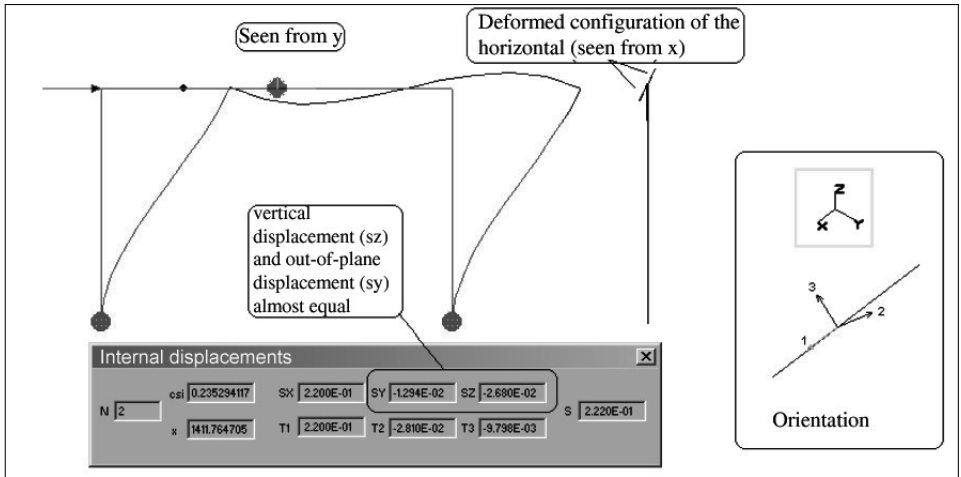 Seen from y
Deformed configuration of the
horizontal (seen from x)
vertical
displacement (sz)
and out-of-plane
displacement (sy)
almost equal
Z
X Y
3
2
1
Orientation
Internal displacements
N 2
csi 0.235294117 SX 2.200E-01 SY -1.294E-02 SZ -2.680E-02 S 2.220E-01
x 1411.764705 T1 2.200E-01 T2 -2.810E-02 T3 -9.798E-03